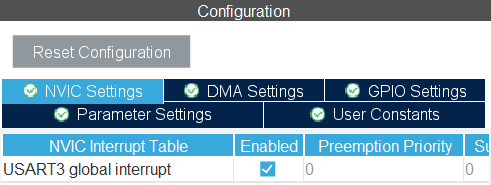 Configuration
Reset Configuration
NVIC Settings DMA Settings GPIO Settings
Parameter Settings User Constants
NVIC Interrupt Table Enabled Preemption Priority Su
USART3 global interrupt 0 0